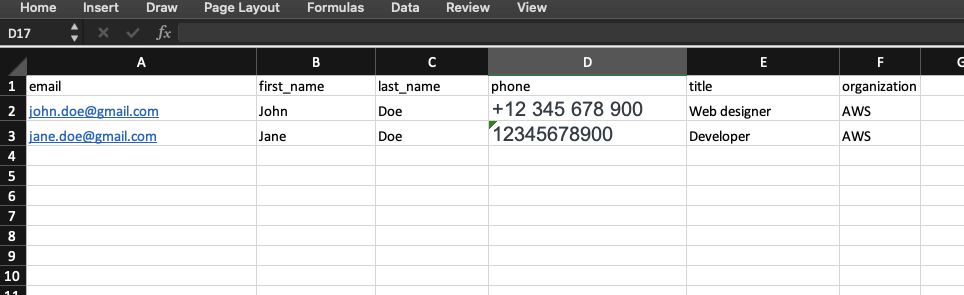 Home Insert Draw Page Layout Formulas Data Review View
D17 fx
A B C D E F
1 email first_name last_name phone title organization
2 john.doe@gmail.com John Doe +12 345 678 900 Web designer AWS
3 jane.doe@gmail.com Jane Doe 12345678900 Developer AWS
4
5
6
7
8
9
10